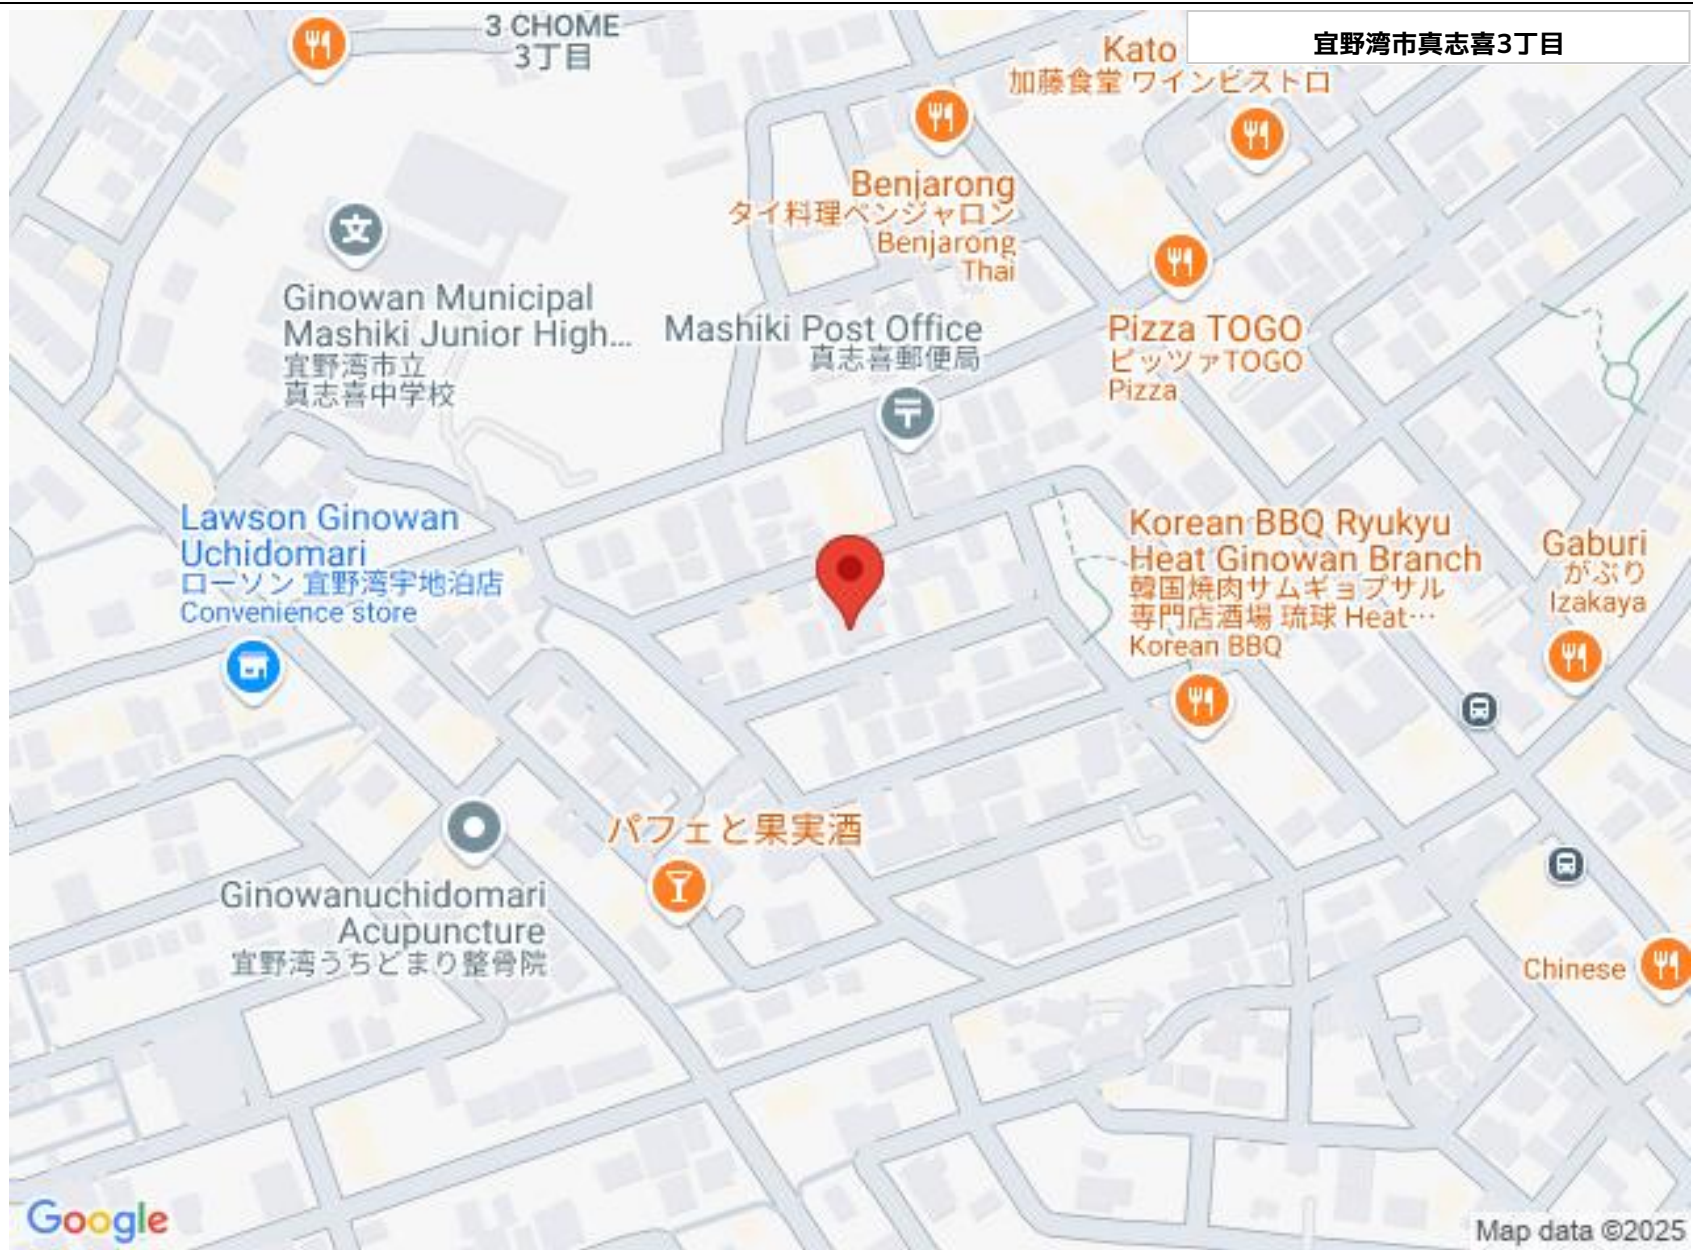 3 CHOME
3丁目
宜野湾市真志喜3丁目
Kato
加藤食堂 ワインビストロ
Benjarong
タイ料理ベンジャロン
Benjarong
Thai
Ginowan Municipal
Mashiki Junior High...
宜野湾市立
真志喜中学校
文
Mashiki Post Office
真志喜郵便局
〒
Pizza TOGO
ピッツァTOGO
Pizza
Lawson Ginowan
Uchidomari
ローソン 宜野湾宇地泊店
Convenience store
Korean BBQ Ryukyu
Heat Ginowan Branch
韓国焼肉サムギョプサル
専門店酒場 琉球 Heat…
Korean BBQ
Gaburi
がぶり
Izakaya
パフェと果実酒
Ginowanuchidomari
Acupuncture
宜野湾うちどまり整骨院
Chinese
Google
Map data ©2025